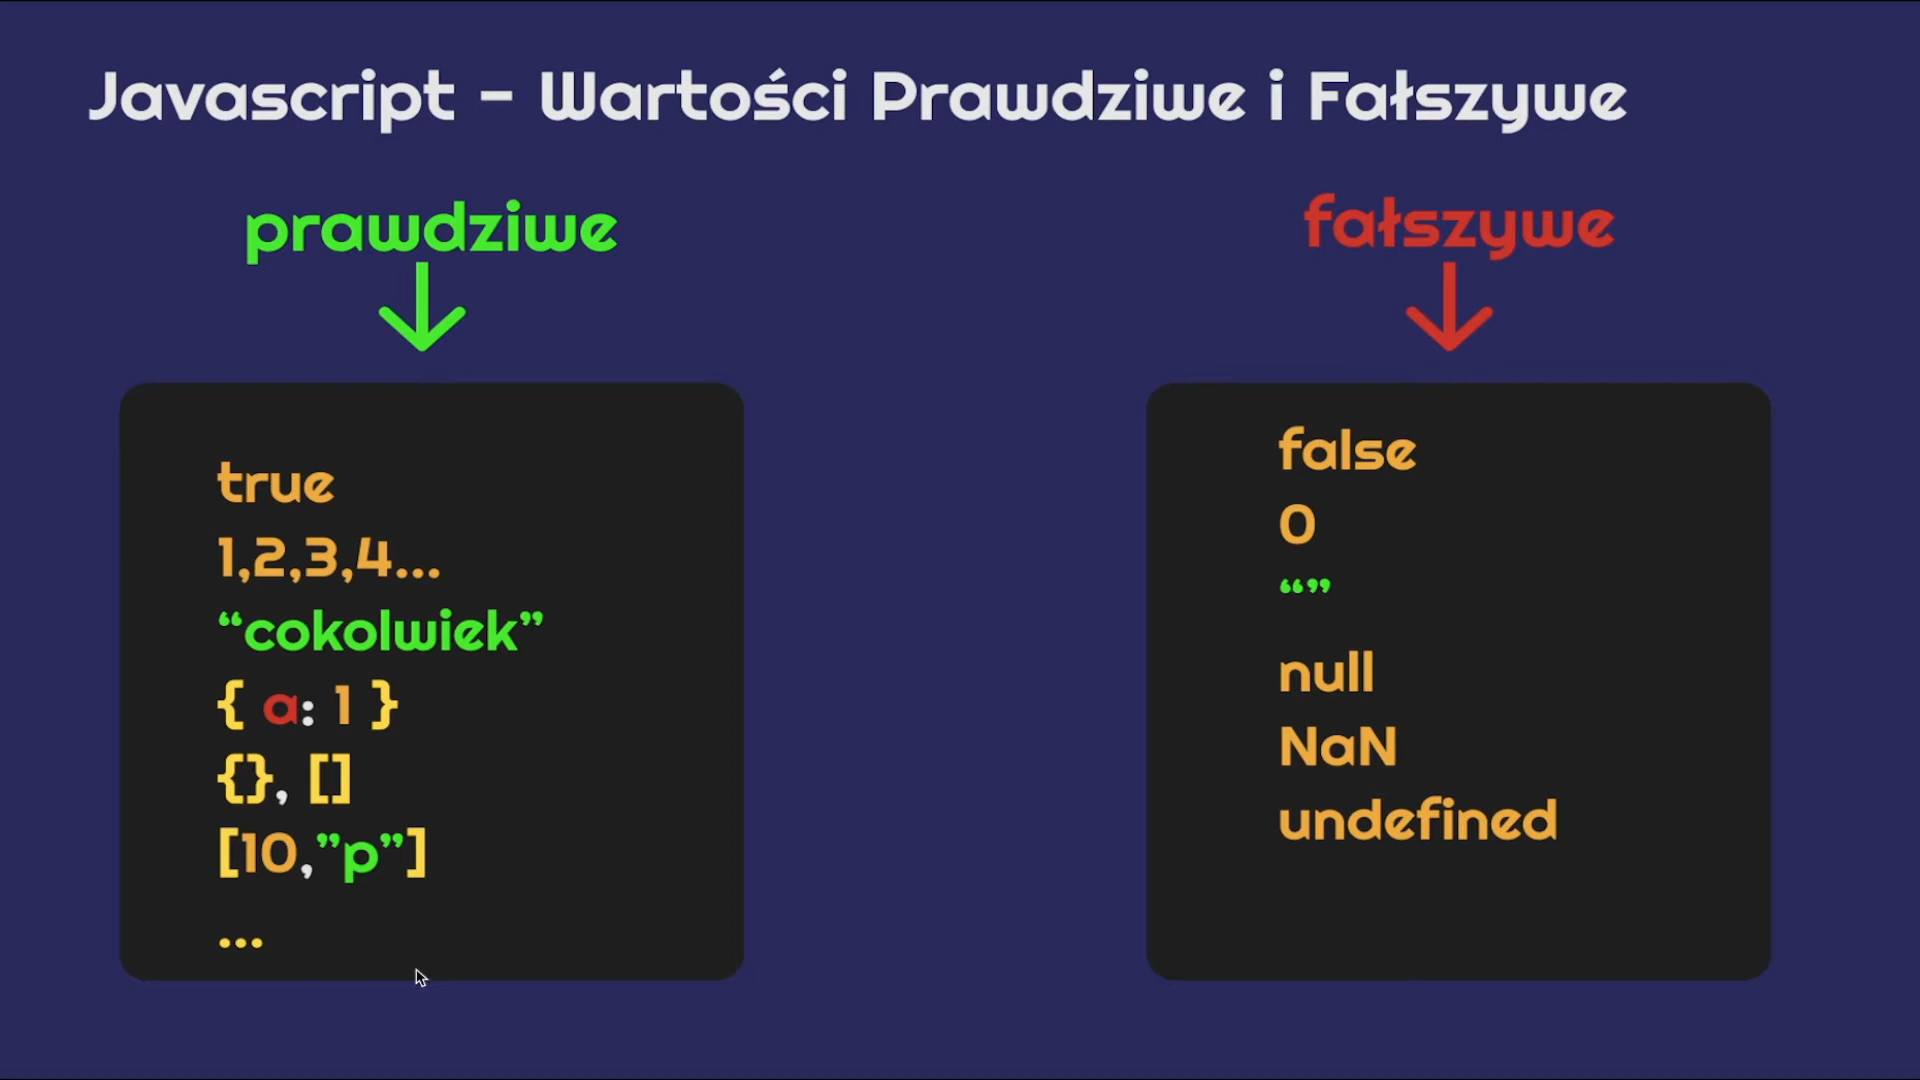 Javascript - Wartości Prawdziwe i Fałszywe
prawdziwe
true
1,2,3,4...
“cokolwiek”
{ a: 1 }
{}, []
[10,”p”]
...
fałszywe
false
0
“”
null
NaN
undefined